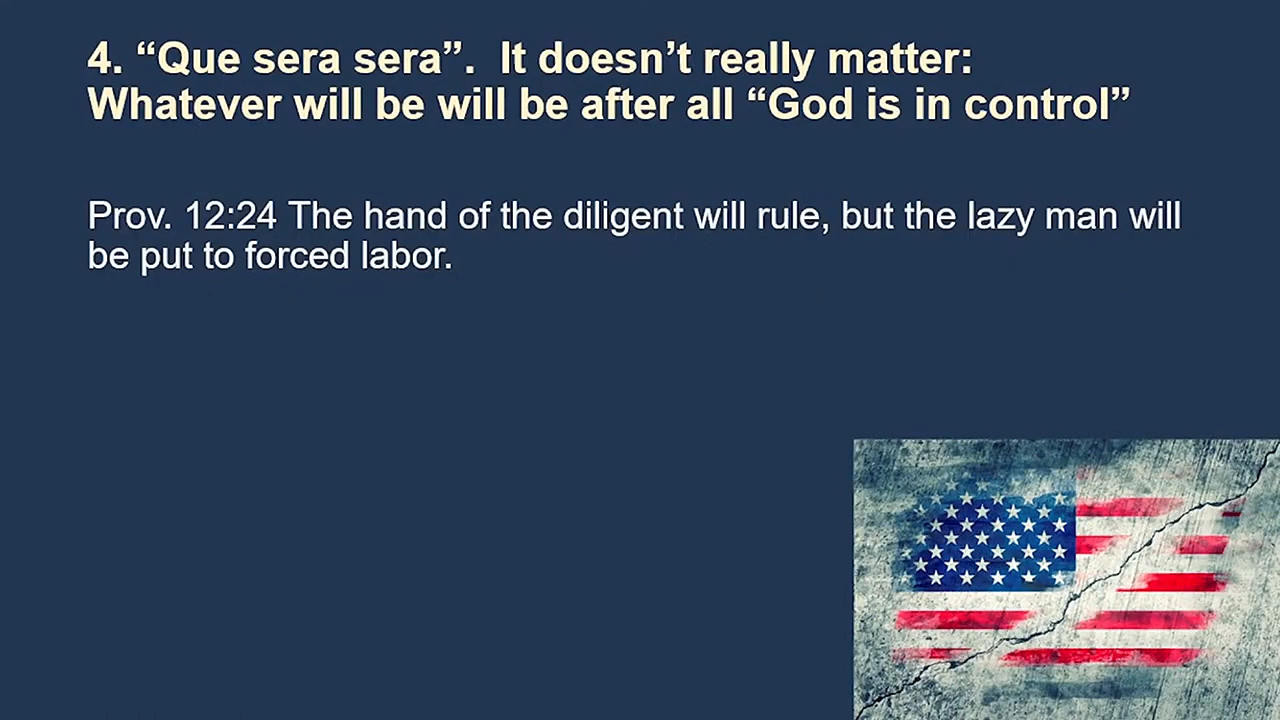 4. “Que sera sera”.  It doesn’t really matter:
Whatever will be will be after all “God is in control”
Prov. 12:24 The hand of the diligent will rule, but the lazy man will
be put to forced labor.